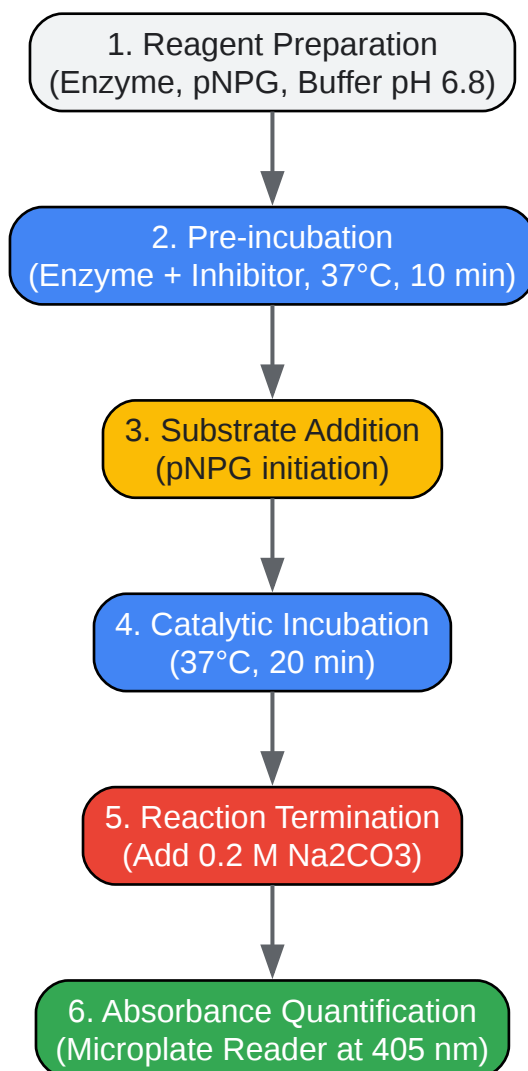 1. Reagent Preparation
(Enzyme, pNPG, Buffer pH 6.8)
2. Pre-incubation
(Enzyme + Inhibitor, 37°C, 10 min)
3. Substrate Addition
(pNPG initiation)
4. Catalytic Incubation
(37°C, 20 min)
5. Reaction Termination
(Add 0.2 M Na2CO3)
6. Absorbance Quantification
(Microplate Reader at 405 nm)